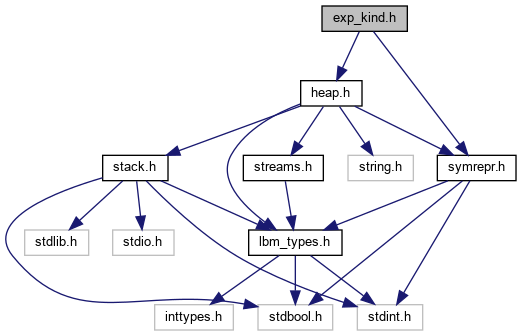 exp_kind.h
heap.h
stack.h
streams.h
string.h
symrepr.h
stdlib.h
stdio.h
lbm_types.h
inttypes.h
stdbool.h
stdint.h